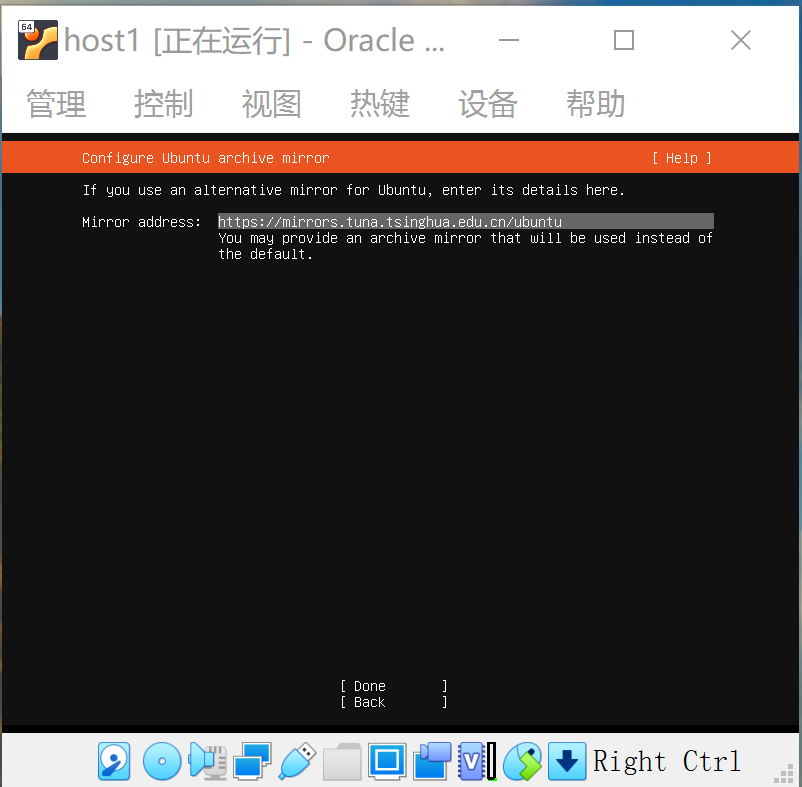 64
host1 [正在运行] - Oracle ...
管理 控制 视图 热键 设备 帮助
Configure Ubuntu archive mirror [ Help ]
If you use an alternative mirror for Ubuntu, enter its details here.
Mirror address: https://mirrors.tuna.tsinghua.edu.cn/ubuntu
You may provide an archive mirror that will be used instead of
the default.
[ Done ]
[ Back ]
V Right Ctrl